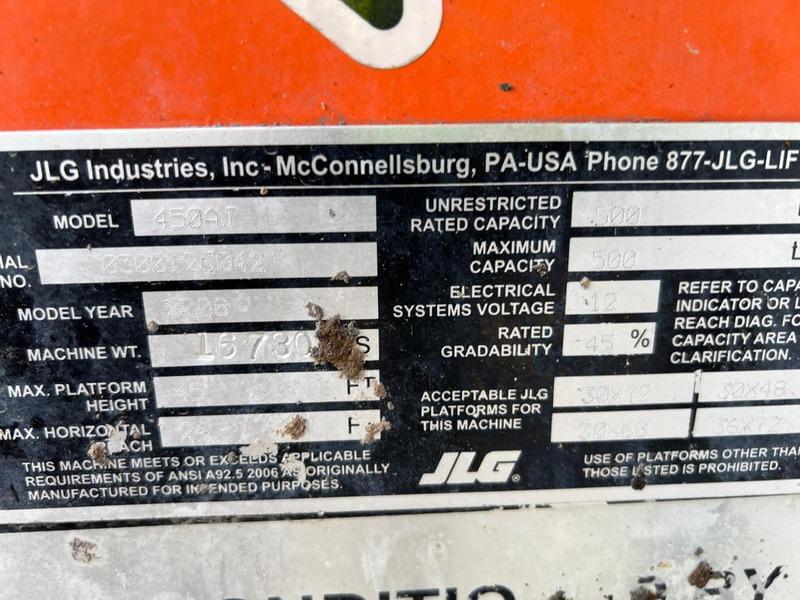 JLG Industries, Inc - McConnellsburg, PA-USA Phone 877-JLG-LIF
MODEL 450AJ
IAL NO. 0300126042
MODEL YEAR
MACHINE WT. 16730 S
MAX. PLATFORM HEIGHT 45 FT
MAX. HORIZONTAL REACH F
THIS MACHINE MEETS OR EXCEEDS APPLICABLE
REQUIREMENTS OF ANSI A92.5 2006 AS ORIGINALLY
MANUFACTURED FOR INTENDED PURPOSES.
UNRESTRICTED RATED CAPACITY 500
MAXIMUM CAPACITY 500
ELECTRICAL SYSTEMS VOLTAGE 12
RATED GRADABILITY 45 %
REFER TO CAPA
INDICATOR OR L
REACH DIAG. FO
CAPACITY AREA
CLARIFICATION.
ACCEPTABLE JLG
PLATFORMS FOR
THIS MACHINE
30X72 30X48
30X60 36X72
JLG
USE OF PLATFORMS OTHER THA
THOSE LISTED IS PROHIBITED.